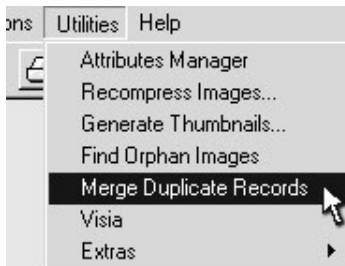 ons Utilities Help
Attributes Manager
Recompress Images...
Generate Thumbnails...
Find Orphan Images
Merge Duplicate Records
Visia
Extras